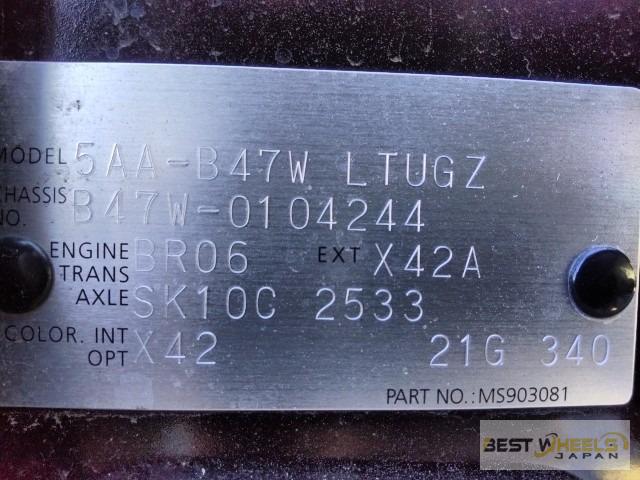 MODEL 5AA-B47W LTUGZ
CHASSIS NO. B47W-0104244
ENGINE BR06 EXT X42A
TRANS AXLE SK10C 2533
COLOR. INT OPT X42 21G 340
PART NO.:MS903081
BEST WHEELS
JAPAN